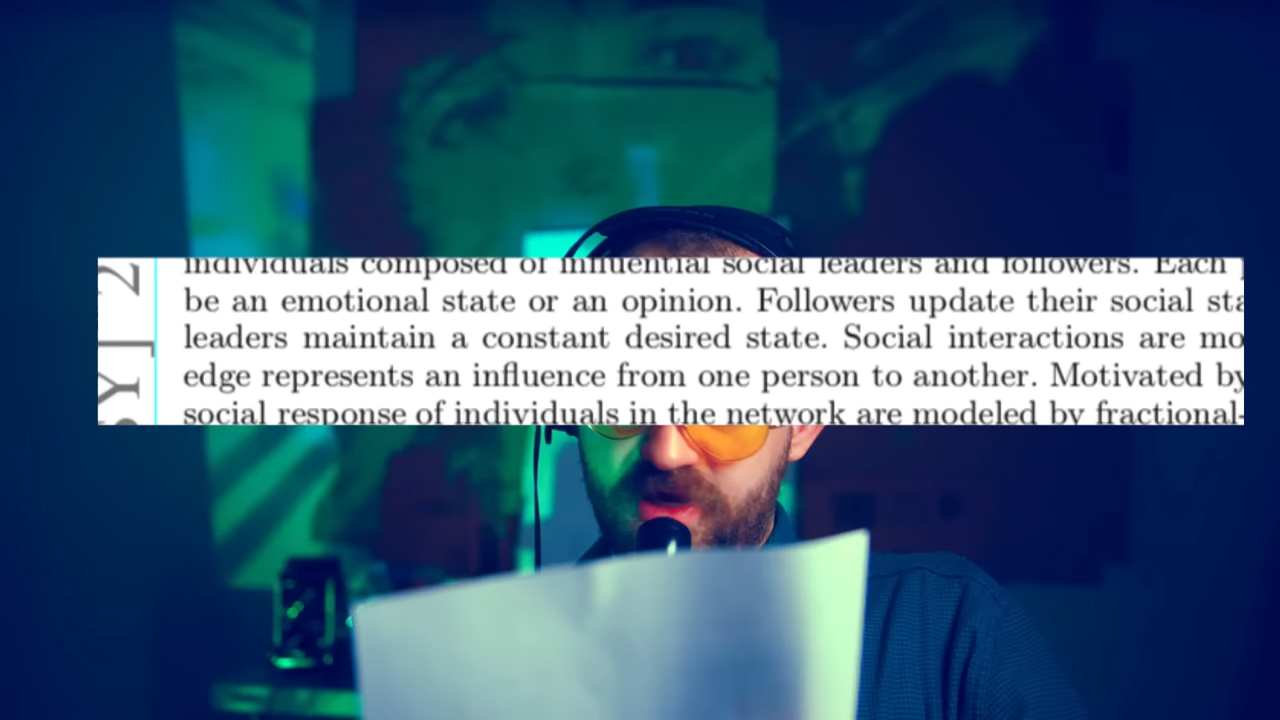 individuals composed of influential social leaders and followers. Each
be an emotional state or an opinion. Followers update their social sta
leaders maintain a constant desired state. Social interactions are mo
edge represents an influence from one person to another. Motivated by
social response of individuals in the network are modeled by fractional-
SY] 2